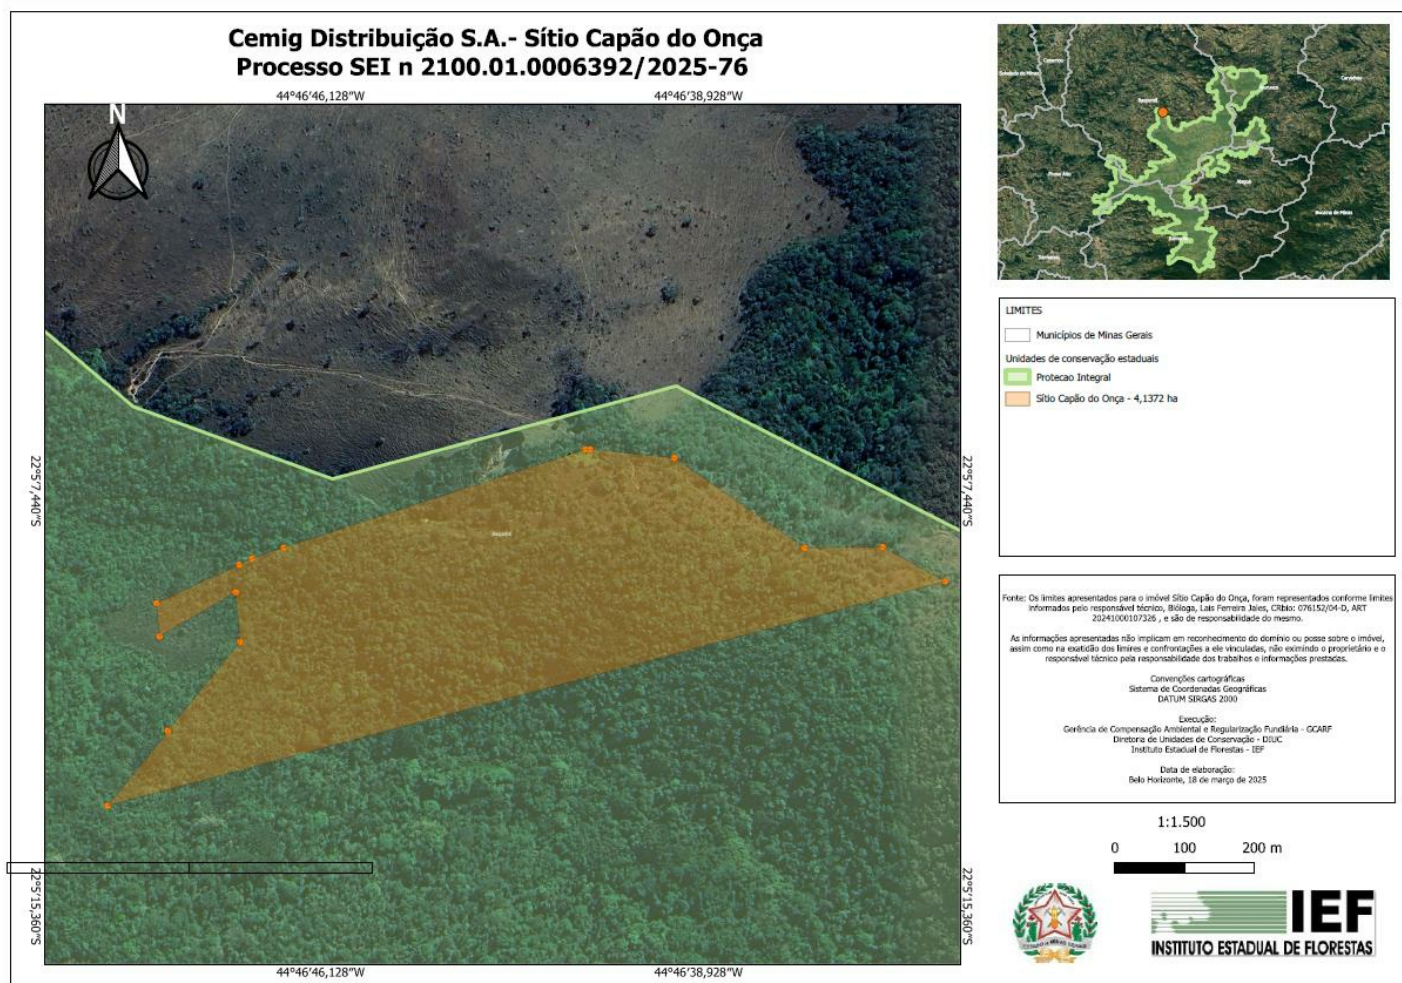 Cemig Distribuição S.A.- Sítio Capão do Onça
Processo SEI n 2100.01.0006392/2025-76
44°46'46,128"W
44°46'38,928"W
N
22°5'7,440"S
22°5'7,440"S
22°5'15,360"S
22°5'15,360"S
44°46'46,128"W
44°46'38,928"W
LIMITES
Municípios de Minas Gerais
Unidades de conservação estaduais
Protecao Integral
Sítio Capão do Onça - 4,1372 ha
Fonte: Os limites apresentados para o imóvel Sítio Capão do Onça, foram representados conforme limites
informados pelo responsável técnico, Bióloga, Lais Ferreira Jales, CRbio: 076152/04-D, ART
20241000107326 , e são de responsabilidade do mesmo.
As informações apresentadas não implicam em reconhecimento do domínio ou posse sobre o imóvel,
assim como na exatidão dos limires e confrontações a ele vinculadas, não eximindo o proprietário e o
responsável técnico pela responsabilidade dos trabalhos e informações prestadas.
Convenções cartográficas
Sistema de Coordenadas Geográficas
DATUM SIRGAS 2000
Execução:
Gerência de Compensação Ambiental e Regularização Fundiária - GCARF
Diretoria de Unidades de Conservação - DIUC
Instituto Estadual de Florestas - IEF
Data de elaboração:
Belo Horizonte, 18 de março de 2025
1:1.500
0 100 200 m
IEF
INSTITUTO ESTADUAL DE FLORESTAS